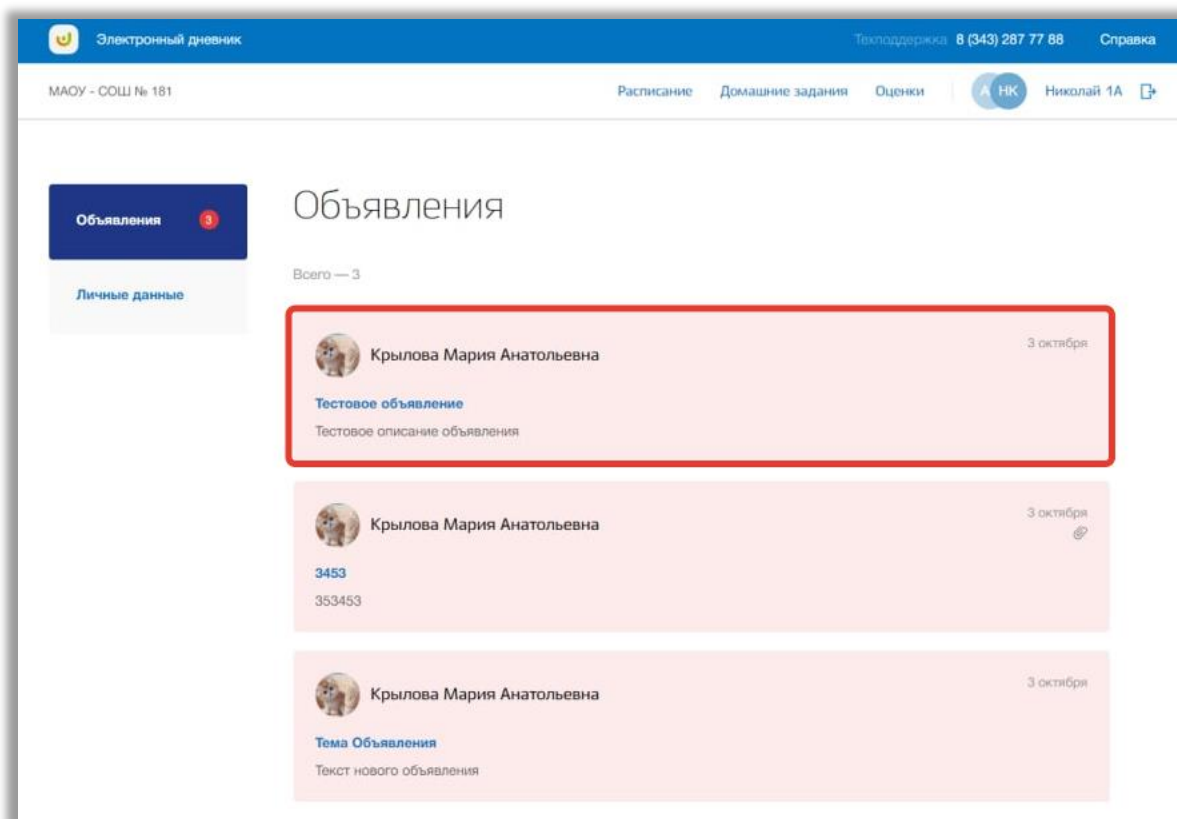 Электронный дневник Техподдержка 8 (343) 287 77 88 Справка
МАОУ - СОШ № 181 Расписание Домашние задания Оценки А НК Николай 1А
Объявления 3
Личные данные
Объявления
Всего — 3
Крылова Мария Анатольевна 3 октября
Тестовое объявление
Тестовое описание объявления
Крылова Мария Анатольевна 3 октября
3453
353453
Крылова Мария Анатольевна 3 октября
Тема Объявления
Текст нового объявления